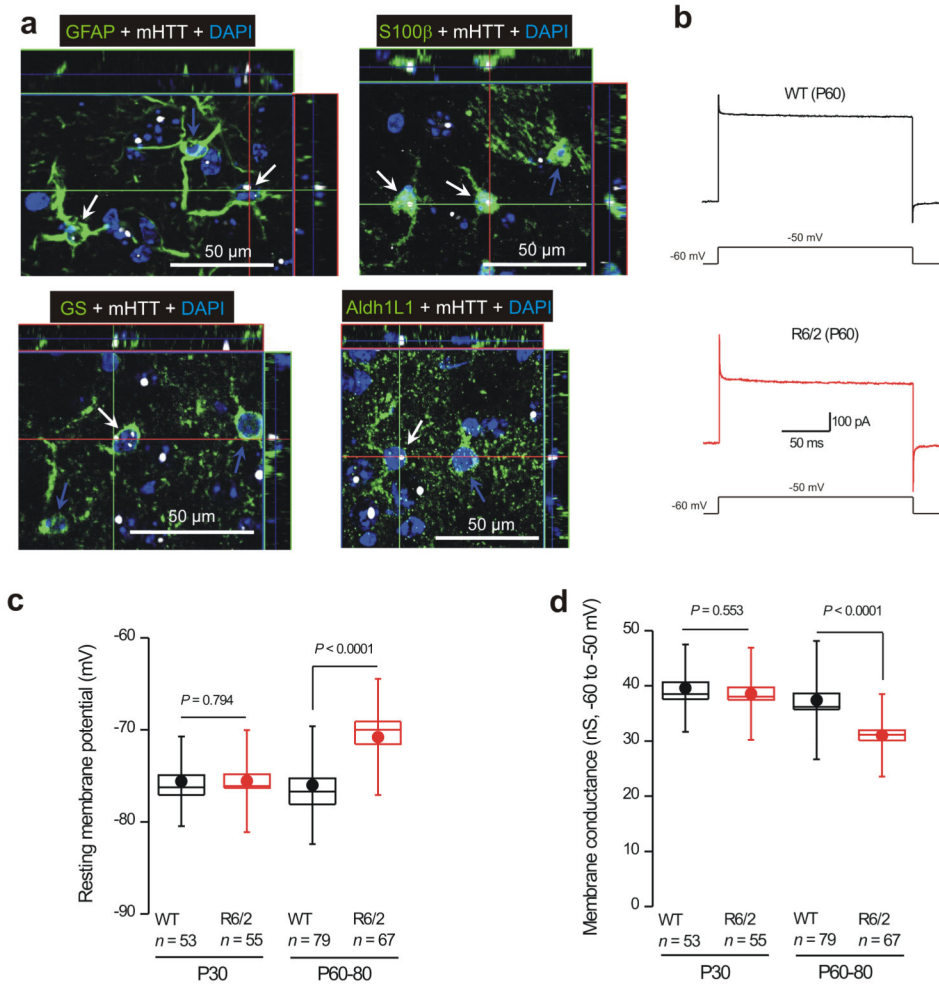 a
GFAP + mHTT + DAPI
50 µm
S100β + mHTT + DAPI
50 µm
GS + mHTT + DAPI
50 µm
Aldh1L1 + mHTT + DAPI
50 µm
b
WT (P60)
-50 mV
-60 mV
R6/2 (P60)
100 pA
50 ms
-50 mV
-60 mV
c
Resting membrane potential (mV)
-60
-70
-80
-90
P = 0.794
P < 0.0001
WT
n = 53
R6/2
n = 55
WT
n = 79
R6/2
n = 67
P30
P60-80
d
Membrane conductance (nS, -60 to -50 mV)
50
40
30
20
10
0
P = 0.553
P < 0.0001
WT
n = 53
R6/2
n = 55
WT
n = 79
R6/2
n = 67
P30
P60-80